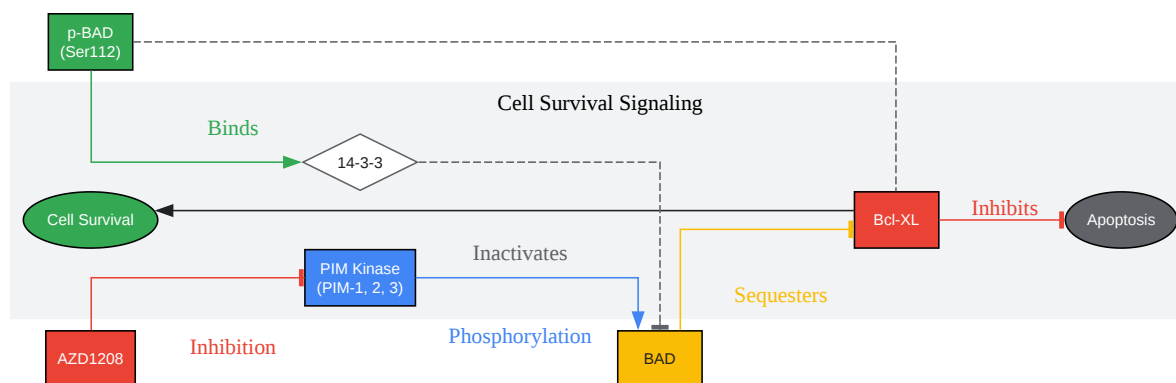 p-BAD
(Ser112)
Cell Survival Signaling
Binds
14-3-3
Cell Survival
Bcl-XL
Inhibits
Apoptosis
Inactivates
PIM Kinase
(PIM-1, 2, 3)
Sequesters
Phosphorylation
Inhibition
AZD1208
BAD